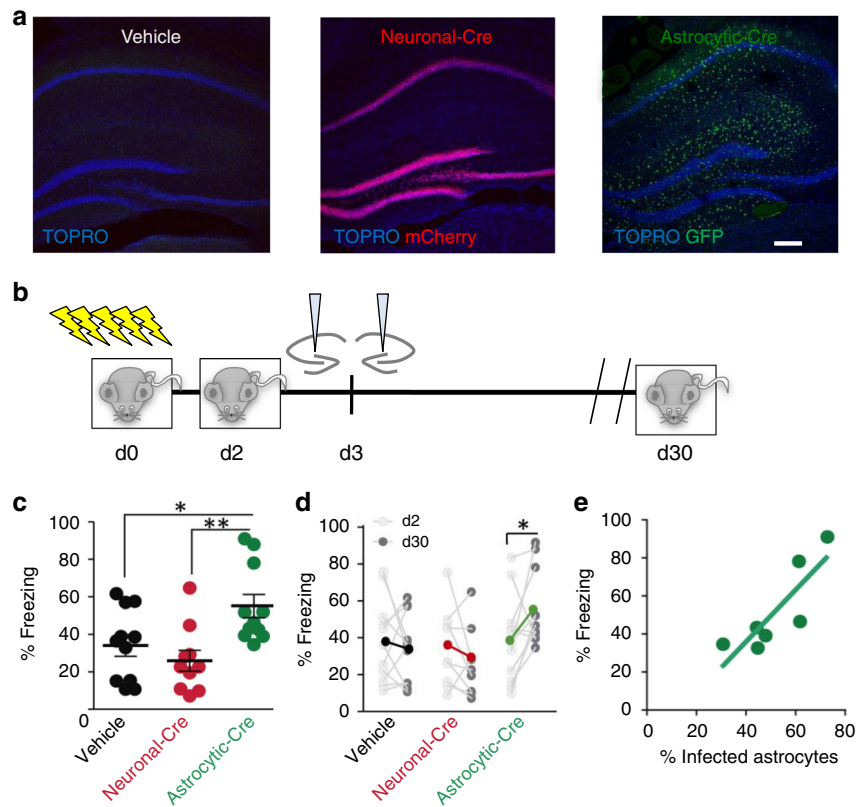 a
Vehicle
Neuronal-Cre
Astrocytic-Cre
TOPRO
TOPRO mCherry
TOPRO GFP
b
d0
d2
d3
d30
c
% Freezing
100
80
60
40
20
0
*
**
Vehicle
Neuronal-Cre
Astrocytic-Cre
d
d2
d30
% Freezing
100
80
60
40
20
0
*
Vehicle
Neuronal-Cre
Astrocytic-Cre
e
% Freezing
100
80
60
40
20
0
0 20 40 60 80
% Infected astrocytes